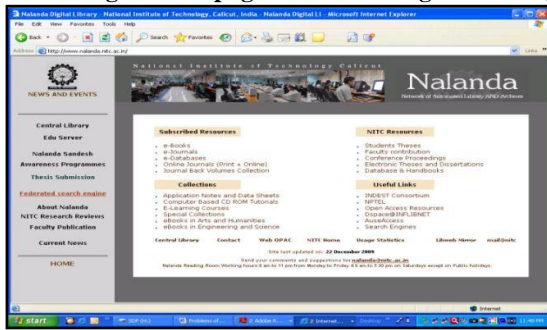 Nalanda Digital Library - National Institute of Technology, Calicut, India - Nalanda Digital Li - Microsoft Internet Explorer
File Edit View Favorites Tools Help
Back Search Favorites
Address http://www.nalanda.nitc.ac.in/
Links
National Institute of Technology Calicut
Nalanda
Network of Automated Library AND Archives
NEWS AND EVENTS
Central Library
Edu Server
Nalanda Sandesh
Awareness Programmes
Thesis Submission
Federated search engine
About Nalanda
NITC Research Reviews
Faculty Publication
Current News
HOME
Subscribed Resources
e-Books
e-Journals
e-Databases
Online Journals (Print + Online)
Journal Back Volumes Collection
NITC Resources
Students Theses
Faculty contribution
Conference Proceedings
Electronic Theses and Dissertations
Database & Handbooks
Collections
Application Notes and Data Sheets
Computer Based CD ROM Tutorials
E-Learning Courses
Special Collections
eBooks in Arts and Humanities
eBooks in Engineering and Science
Useful Links
INDEST Consortium
NPTEL
Open Access Resources
Dspace@INFLIBNET
AuseAccess
Search Engines
Central Library Contact Web OPAC NITC Home Usage Statistics Libweb Mirror mail@nitc
Site last updated on: 22 December 2009
Send your comments and suggestions to: nalanda@nitc.ac.in
Nalanda Reading Room Working hours 9 am to 11 pm from Monday to Friday & 8 am to 5.30 pm on Saturdays except on Public holidays.
Internet
start
11:40 PM